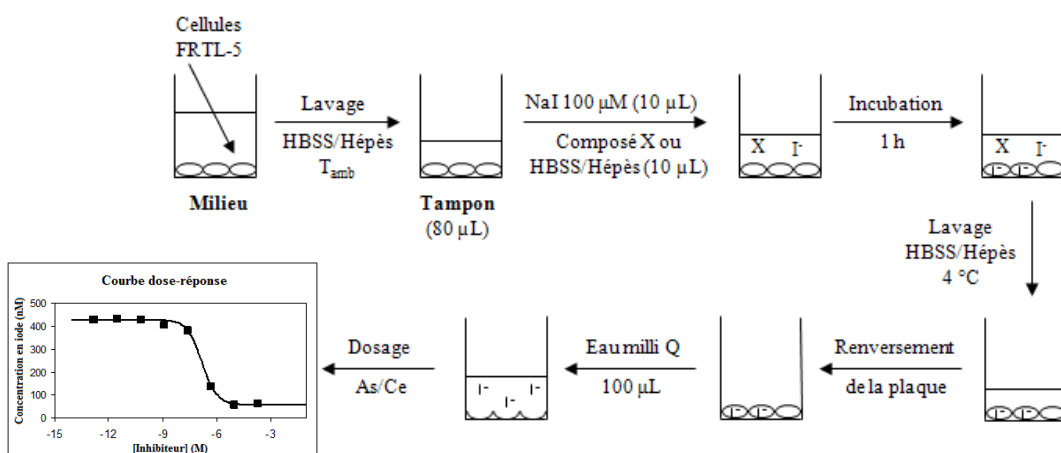 Cellules
FRTL-5
Lavage
HBSS/Hépès
Tamb
Milieu
Tampon
(80 µL)
NaI 100 µM (10 µL)
Composé X ou
HBSS/Hépès (10 µL)
X I-
Incubation
1 h
X I-
I- I-
Lavage
HBSS/Hépès
4 °C
I- I-
Renversement
de la plaque
I- I-
Eau milli Q
100 µL
I- I-
I- I-
Dosage
As/Ce
Courbe dose-réponse
Concentration en iode (nM)
500
400
300
200
100
0
-15 -12 -9 -6 -3
[Inhibiteur] (M)